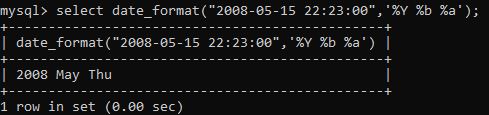 mysql> select date_format("2008-05-15 22:23:00",'%Y %b %a');
+--------------------------------------------+
| date_format("2008-05-15 22:23:00",'%Y %b %a') |
+--------------------------------------------+
| 2008 May Thu                               |
+--------------------------------------------+
1 row in set (0.00 sec)